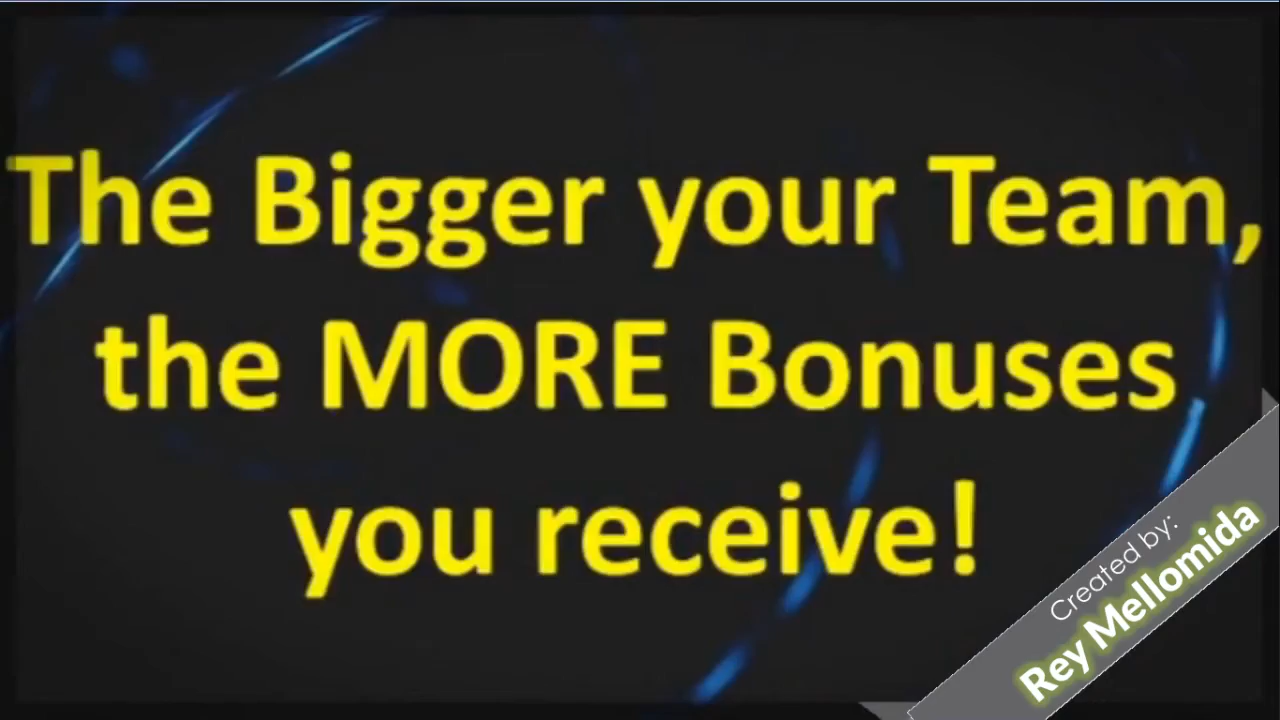 The Bigger your Team,
the MORE Bonuses
you receive!
Created by:
Rey Mellomida